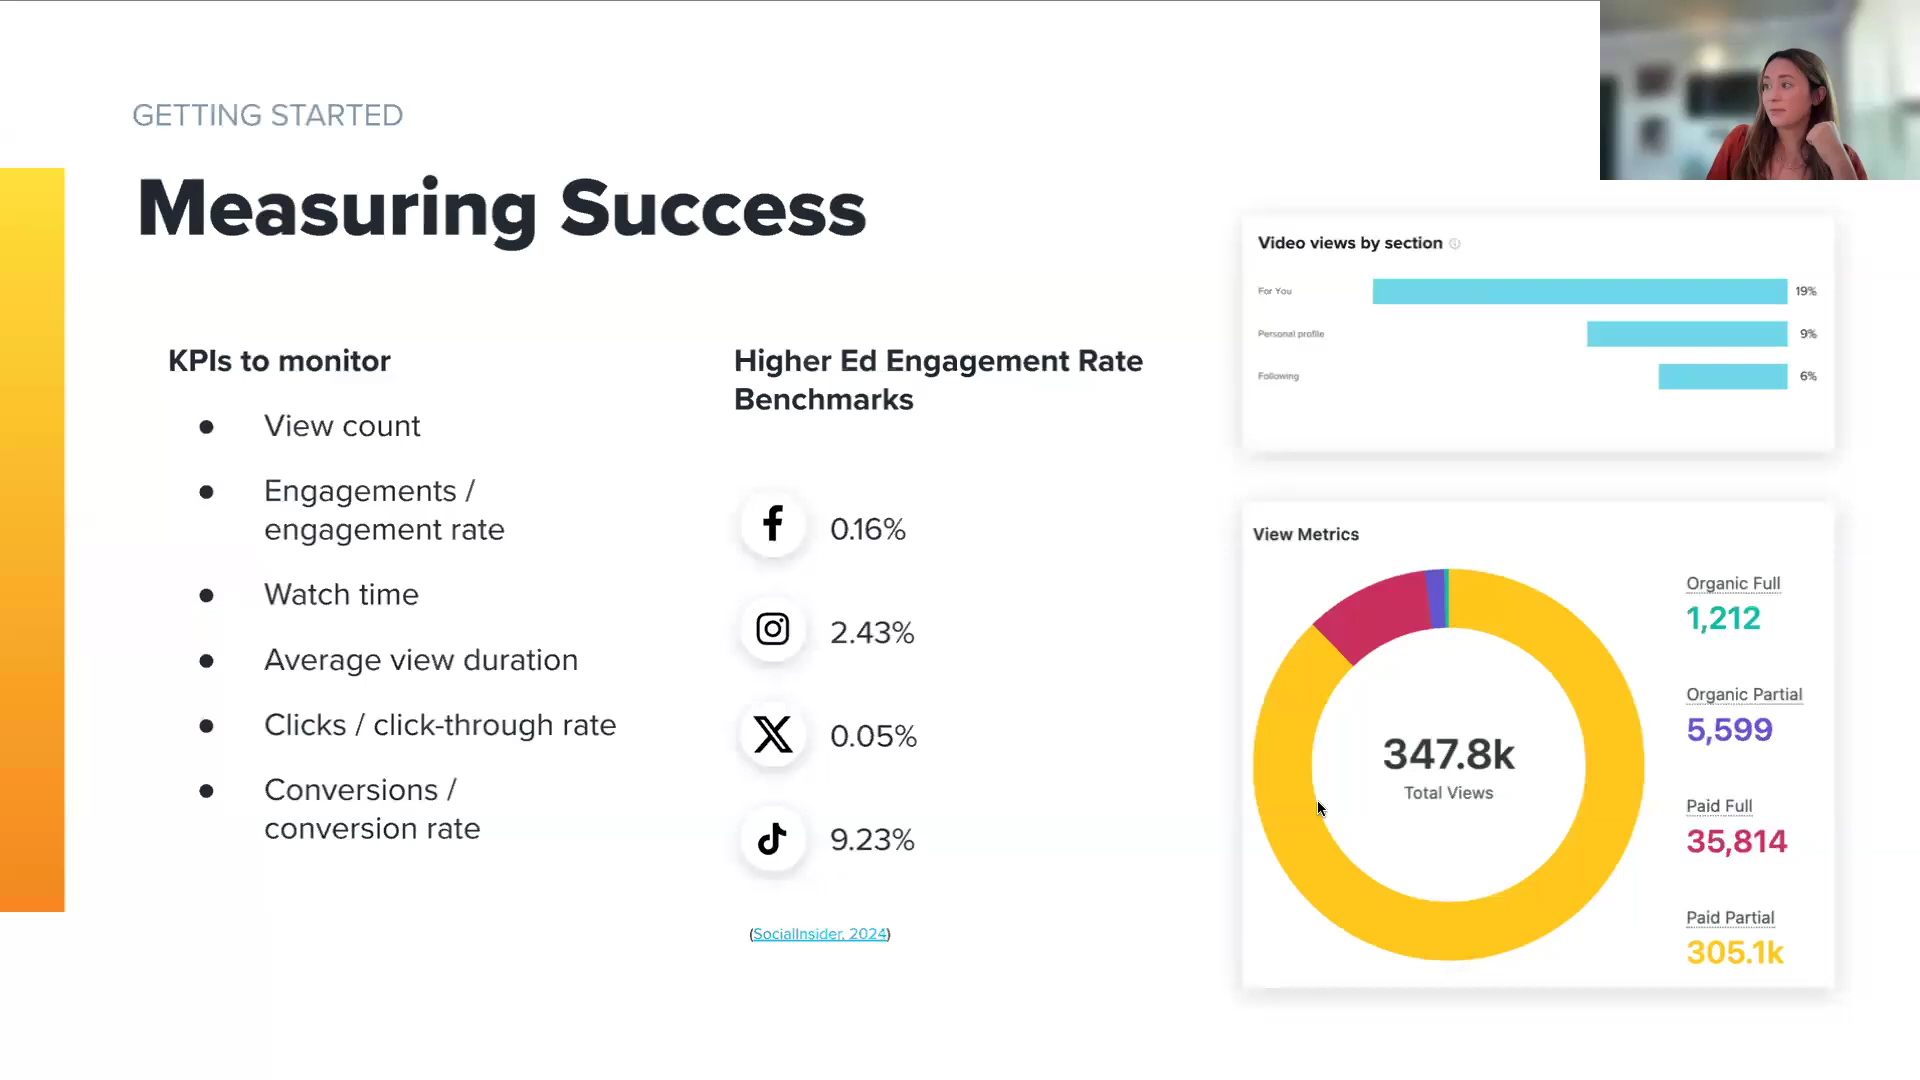 GETTING STARTED
Measuring Success
KPIs to monitor
● View count
● Engagements /
engagement rate
● Watch time
● Average view duration
● Clicks / click-through rate
● Conversions /
conversion rate
Higher Ed Engagement Rate
Benchmarks
0.16%
2.43%
0.05%
9.23%
(SocialInsider, 2024)
Video views by section
For You 19%
Personal profile 9%
Following 6%
View Metrics
347.8k
Total Views
Organic Full
1,212
Organic Partial
5,599
Paid Full
35,814
Paid Partial
305.1k